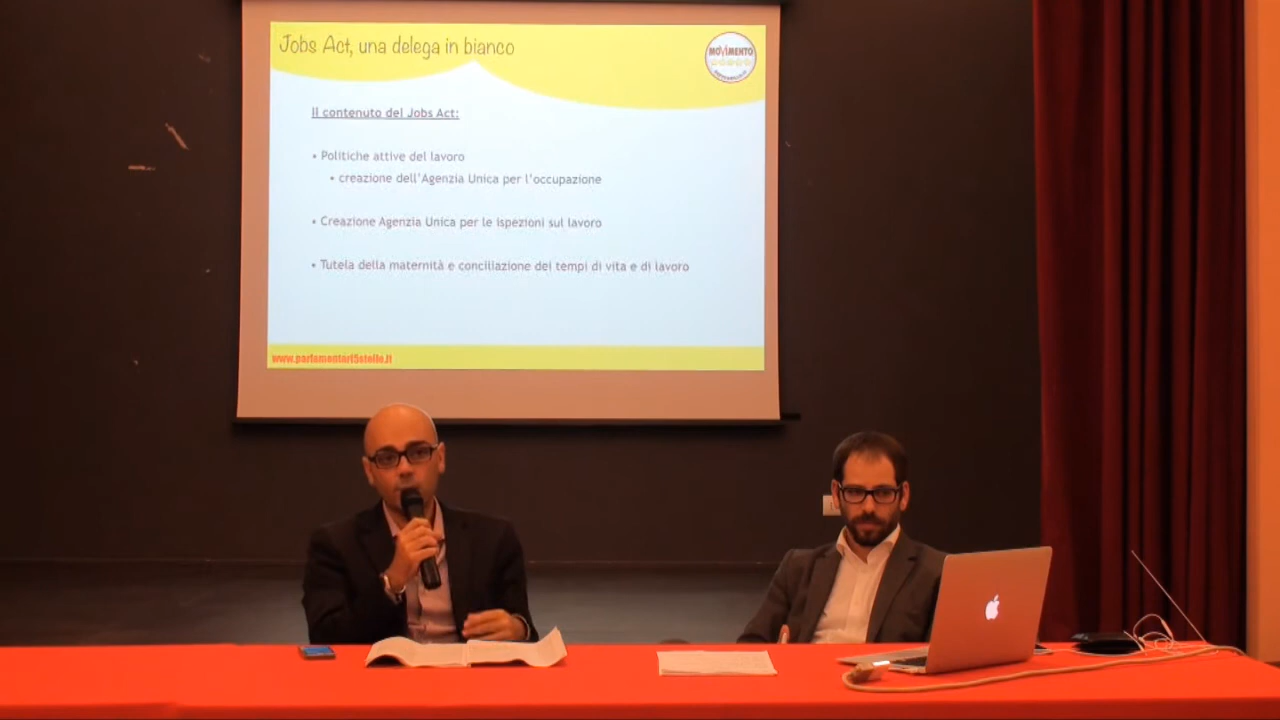 Jobs Act, una delega in bianco
MOVIMENTO
Il contenuto del Jobs Act:
• Politiche attive del lavoro
• creazione dell'Agenzia Unica per l'occupazione
• Creazione Agenzia Unica per le ispezioni sul lavoro
• Tutela della maternità e conciliazione dei tempi di vita e di lavoro
www.parlamentari5stelle.it